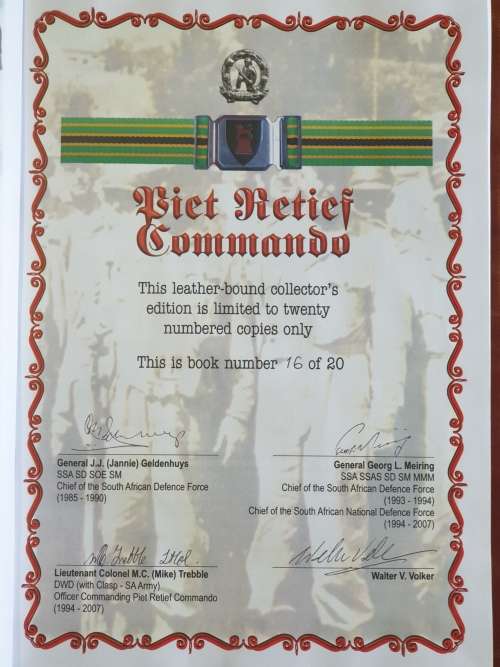 Piet Retief
Commando
This leather-bound collector's
edition is limited to twenty
numbered copies only
This is book number 16 of 20
General J.J. (Jannie) Geldenhuys
SSA SD SOE SM
Chief of the South African Defence Force
(1985 - 1990)
General Georg L. Meiring
SSA SSAS SD SM MMM
Chief of the South African Defence Force
(1993 - 1994)
Chief of the South African National Defence Force
(1994 - 2007)
Lieutenant Colonel M.C. (Mike) Trebble
DWD (with Clasp - SA Army)
Officer Commanding Piet Retief Commando
(1994 - 2007)
Walter V. Volker